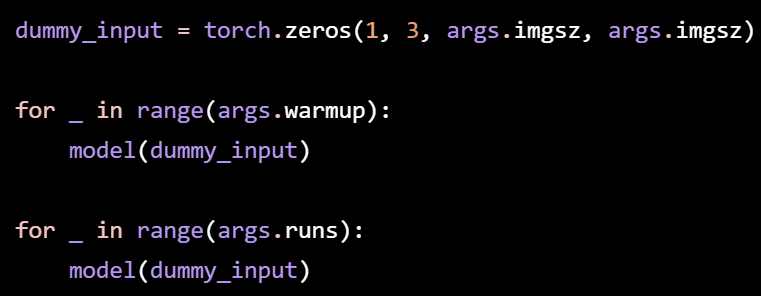 dummy_input = torch.zeros(1, 3, args.imgsz, args.imgsz)
for _ in range(args.warmup):
    model(dummy_input)
for _ in range(args.runs):
    model(dummy_input)